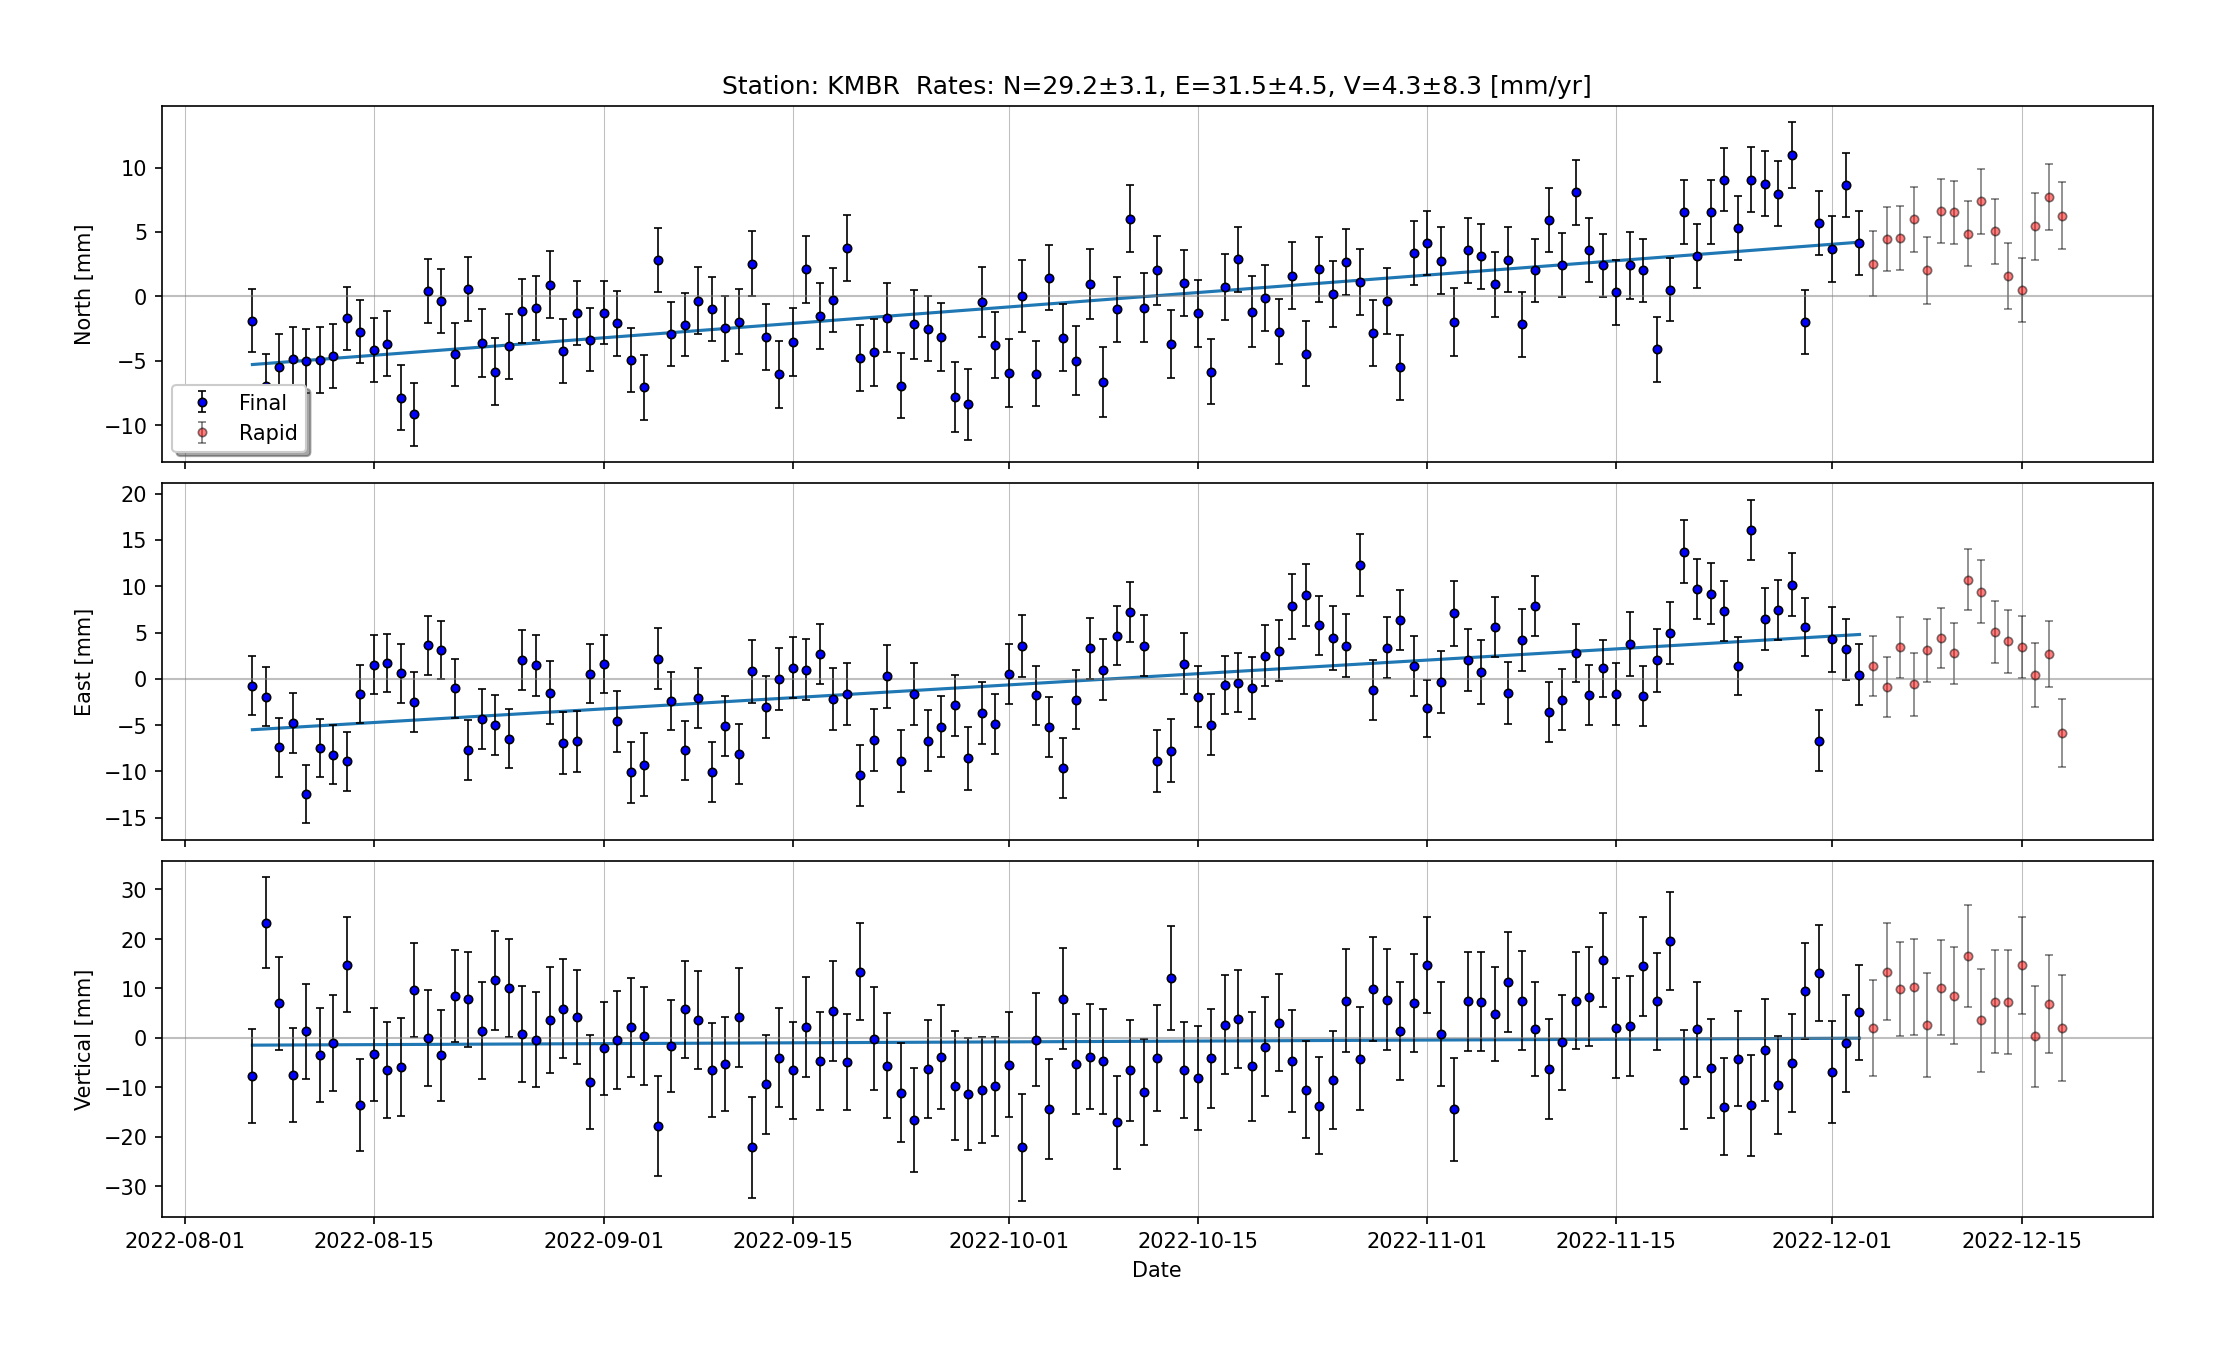 Station: KMBR  Rates: N=29.2±3.1, E=31.5±4.5, V=4.3±8.3 [mm/yr]
North [mm]
10
5
0
−5
−10
Final
Rapid
East [mm]
20
15
10
5
0
−5
−10
−15
Vertical [mm]
30
20
10
0
−10
−20
−30
2022-08-01 2022-08-15 2022-09-01 2022-09-15 2022-10-01 2022-10-15 2022-11-01 2022-11-15 2022-12-01 2022-12-15
Date